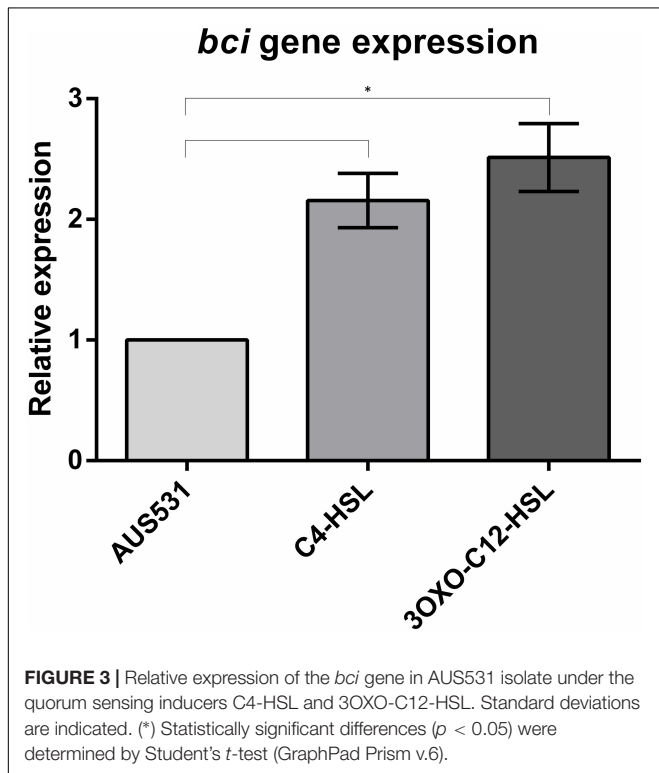 bci gene expression
*
3
2
1
0
Relative expression
AUS531
C4-HSL
3OXO-C12-HSL
FIGURE 3 | Relative expression of the bci gene in AUS531 isolate under the
quorum sensing inducers C4-HSL and 3OXO-C12-HSL. Standard deviations
are indicated. (*) Statistically significant differences (p < 0.05) were
determined by Student’s t-test (GraphPad Prism v.6).